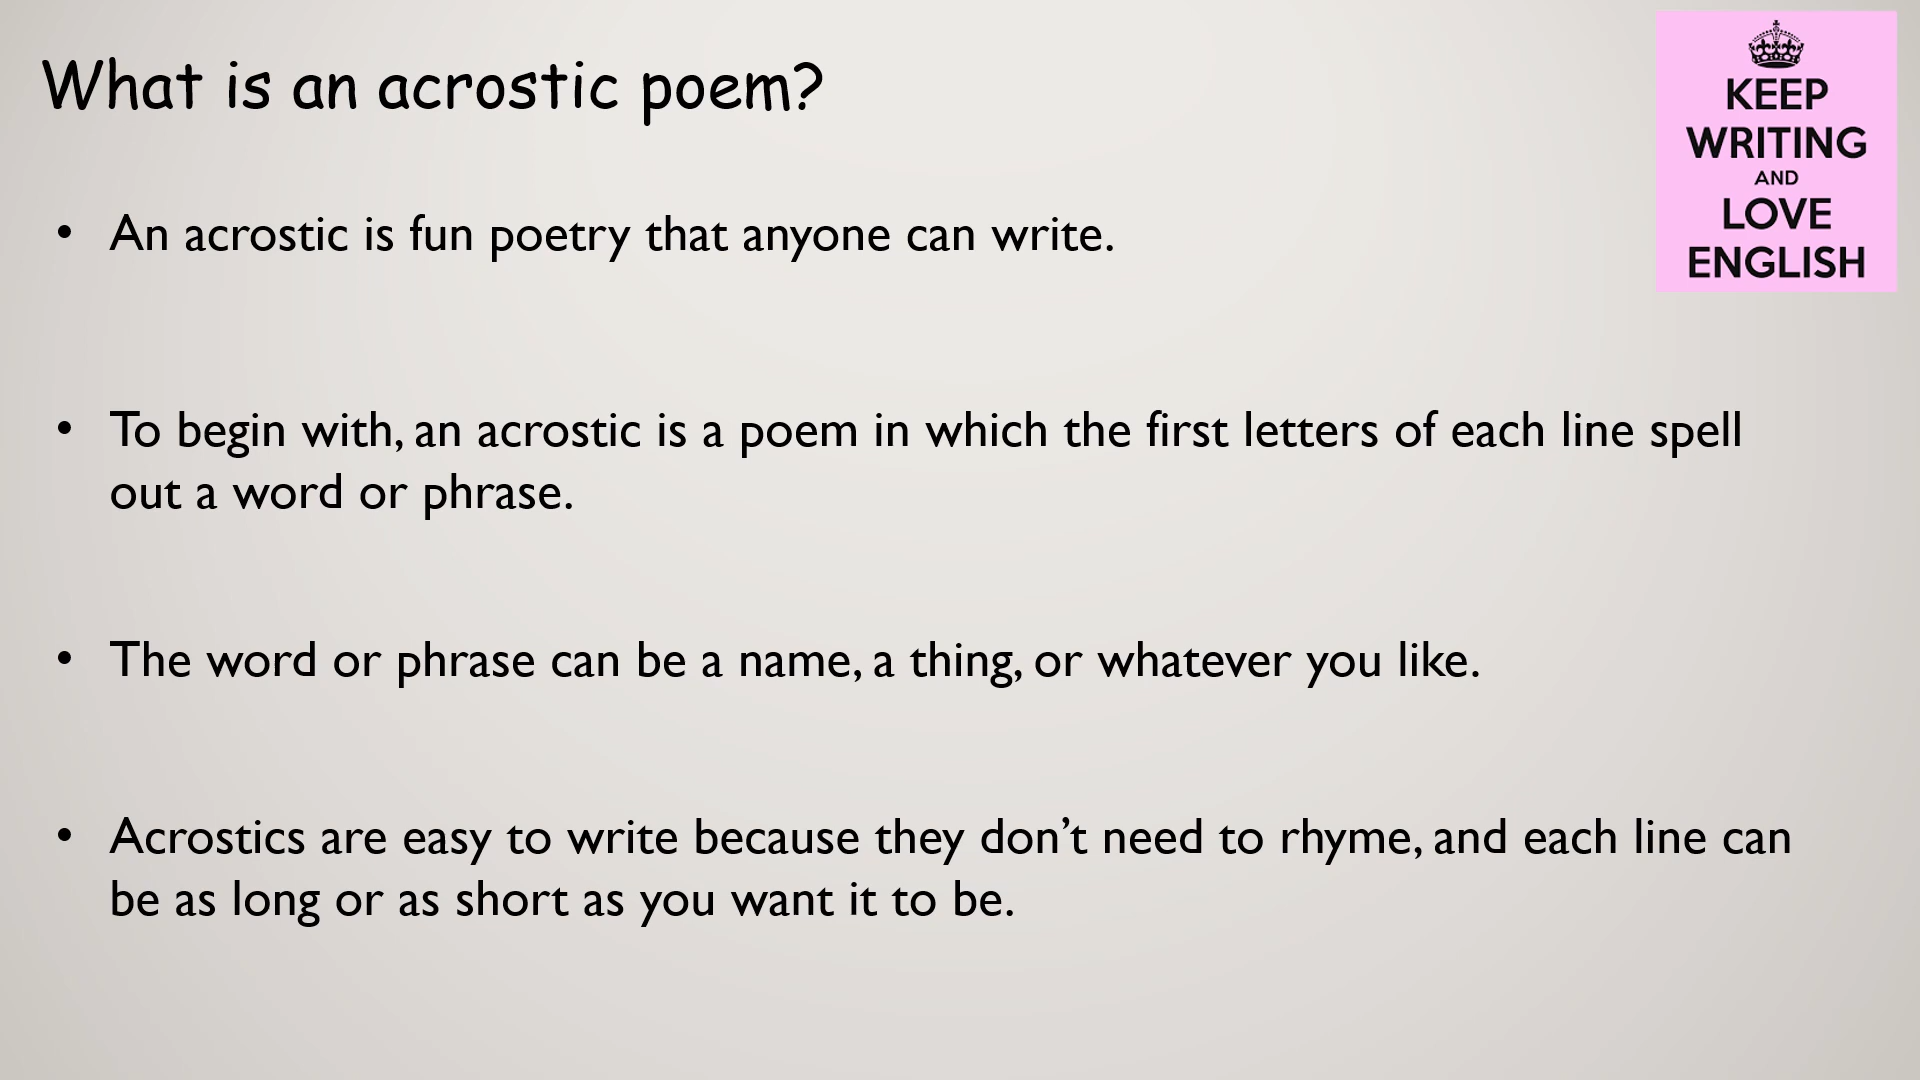 What is an acrostic poem?
KEEP
WRITING
AND
LOVE
ENGLISH
• An acrostic is fun poetry that anyone can write.
• To begin with, an acrostic is a poem in which the first letters of each line spell
out a word or phrase.
• The word or phrase can be a name, a thing, or whatever you like.
• Acrostics are easy to write because they don’t need to rhyme, and each line can
be as long or as short as you want it to be.